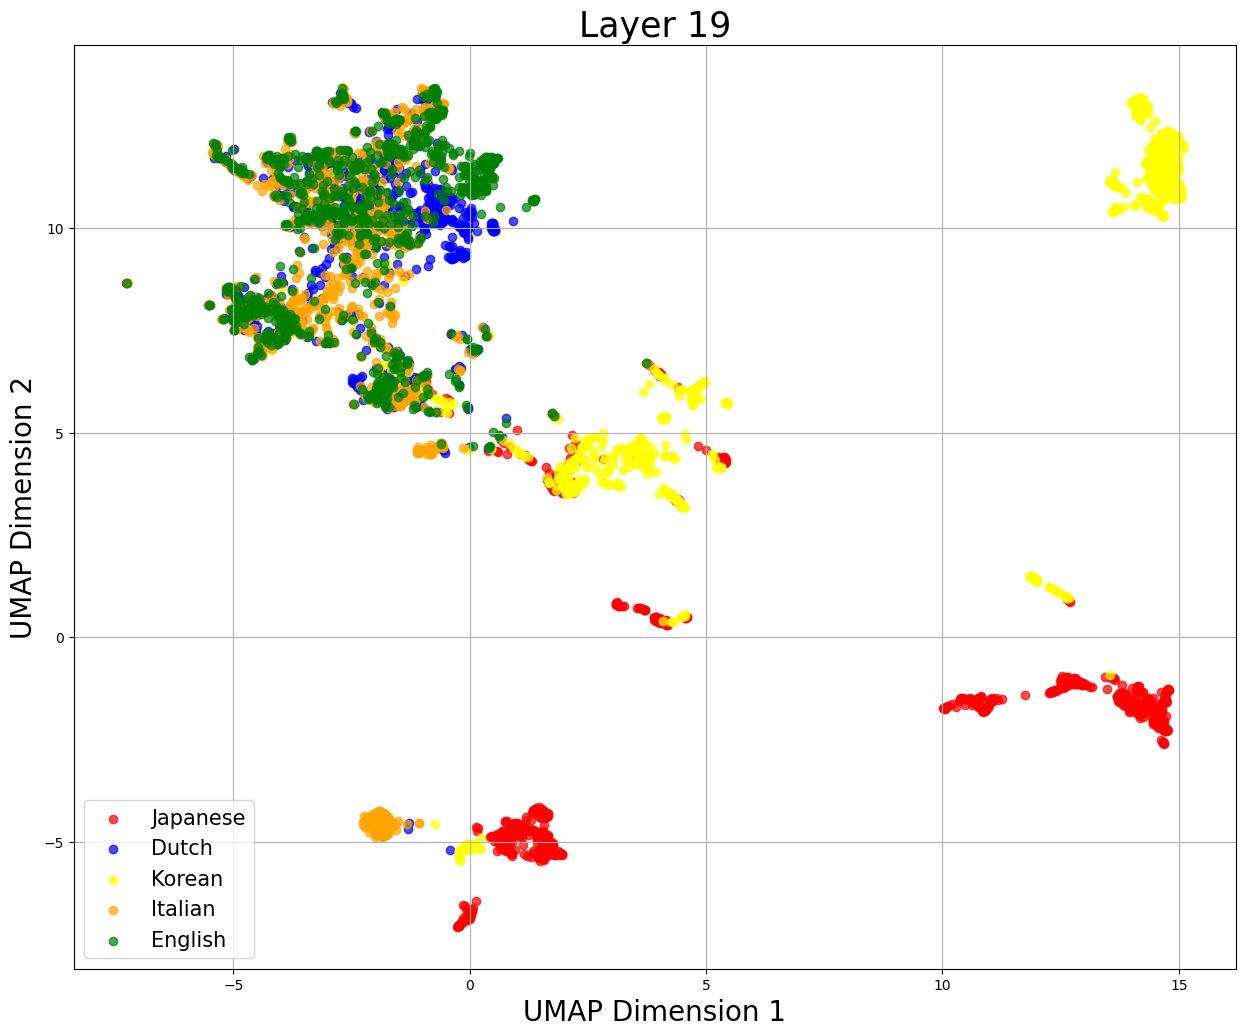 Layer 19
UMAP Dimension 2
10
5
0
−5
Japanese
Dutch
Korean
Italian
English
−5
0
5
10
15
UMAP Dimension 1